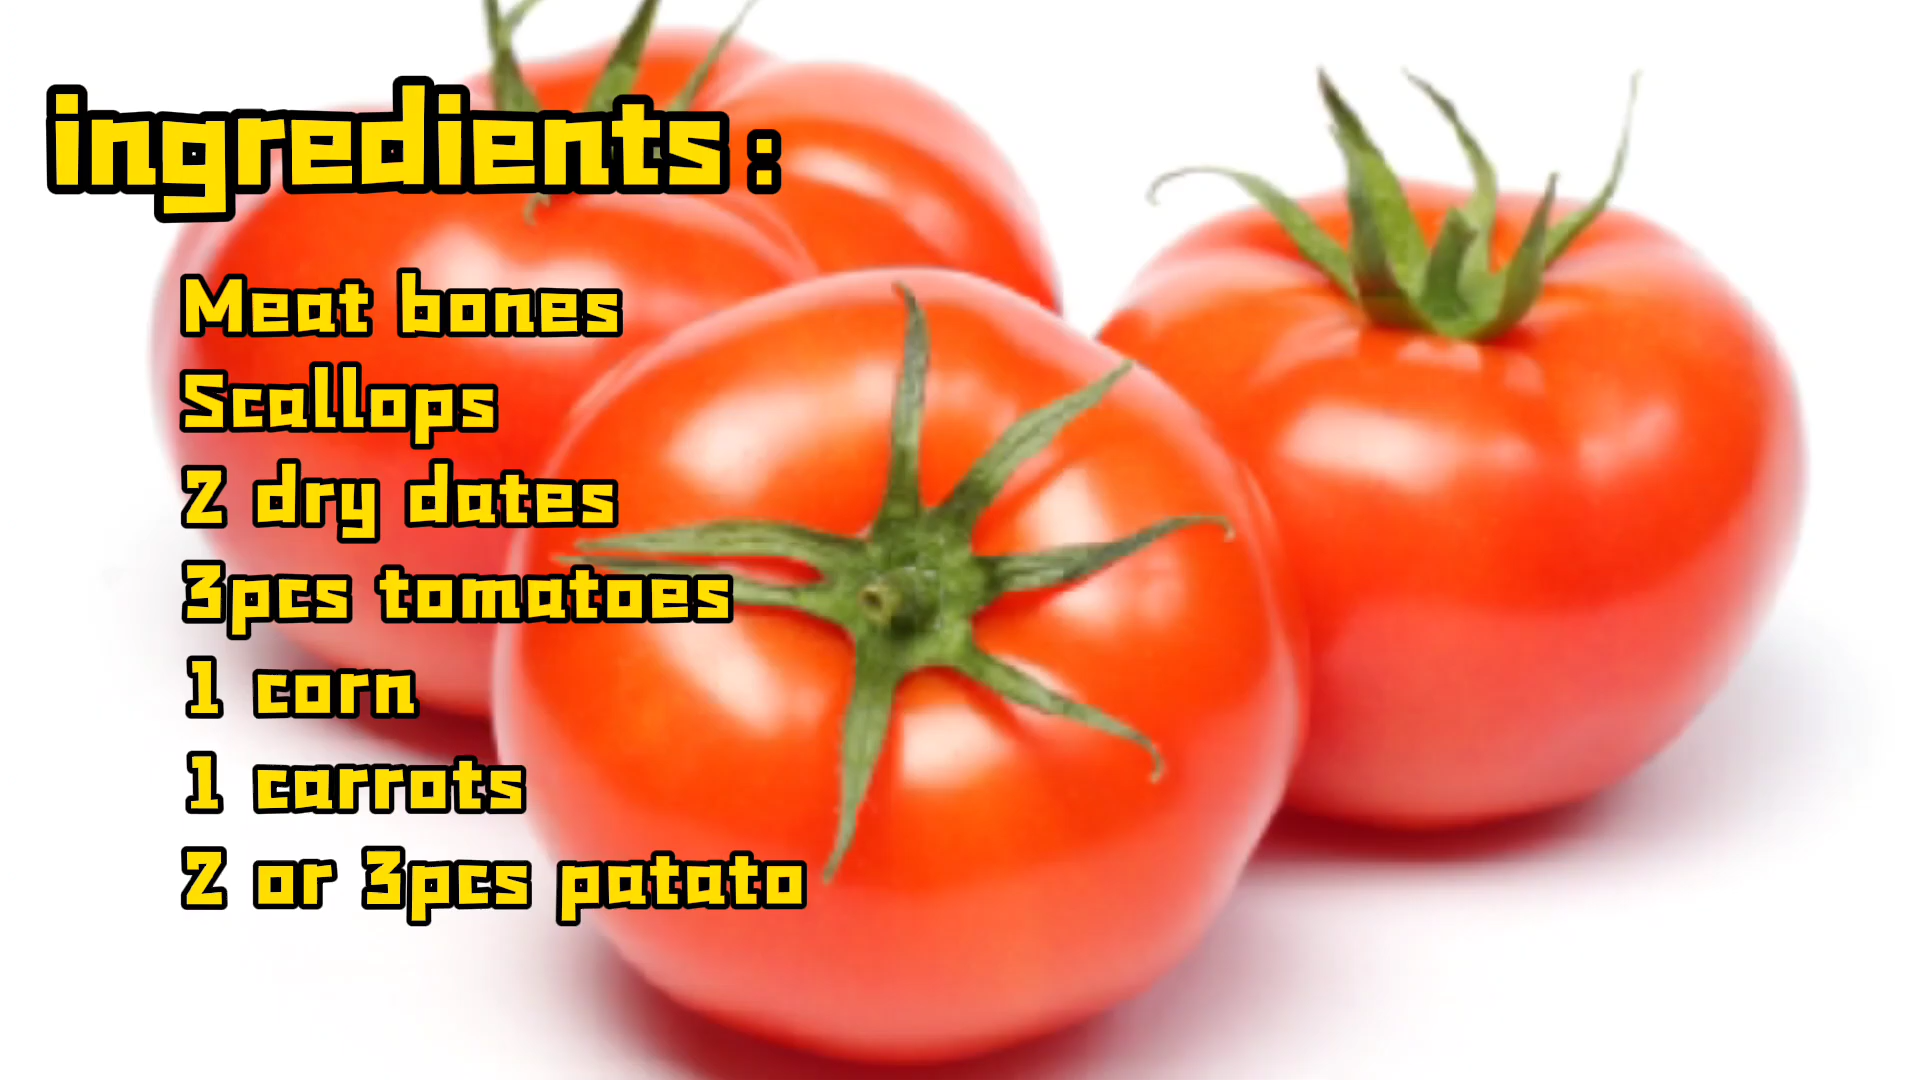 ingredients:
Meat bones
Scallops
2 dry dates
3pcs tomatoes
1 corn
1 carrots
2 or 3pcs patato